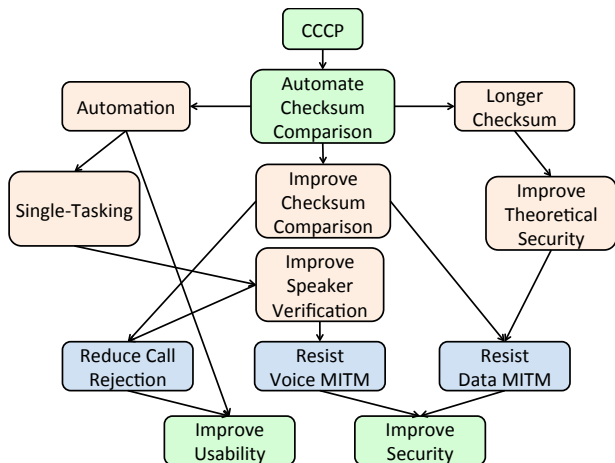 CCCP
Automation
Automate
Checksum
Comparison
Longer
Checksum
Single-Tasking
Improve
Checksum
Comparison
Improve
Theoretical
Security
Improve
Speaker
Verification
Reduce Call
Rejection
Resist
Voice MITM
Resist
Data MITM
Improve
Usability
Improve
Security